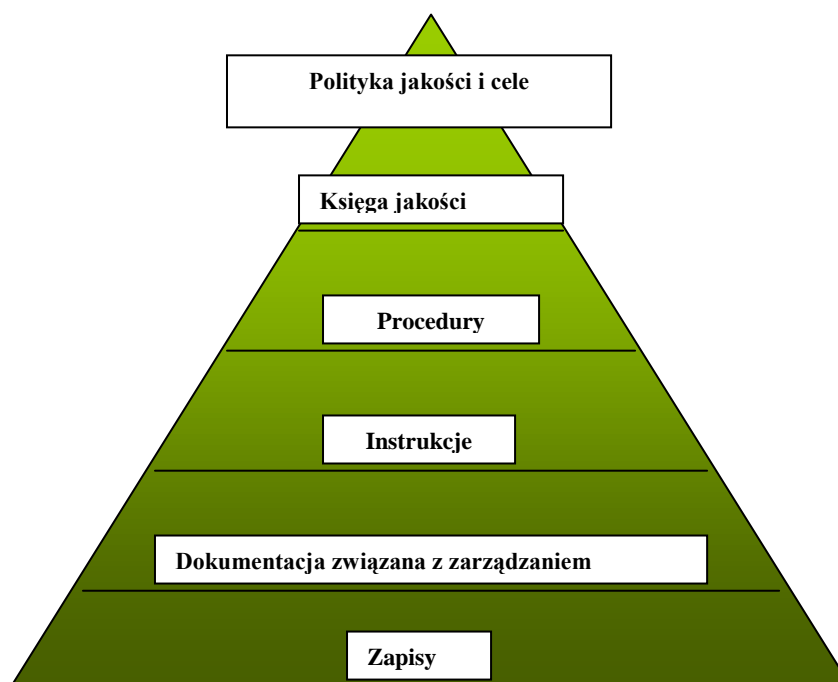 Polityka jakości i cele
Księga jakości
Procedury
Instrukcje
Dokumentacja związana z zarządzaniem
Zapisy